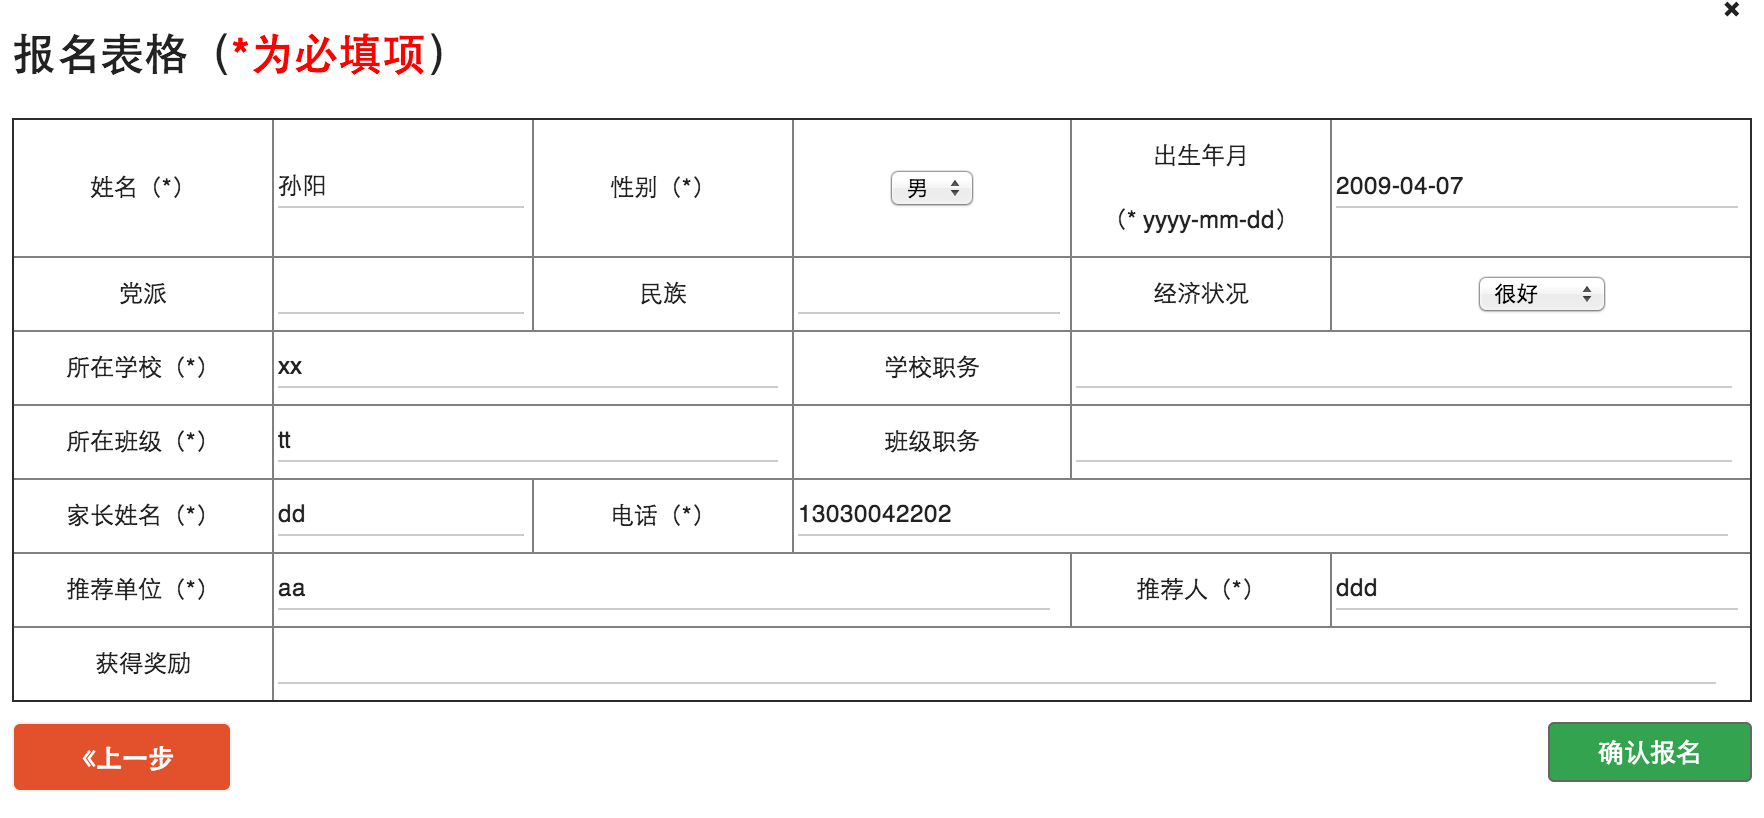 报名表格（*为必填项）
姓名（*） 孙阳 性别（*） 男 出生年月 （* yyyy-mm-dd） 2009-04-07
党派 民族 经济状况 很好
所在学校（*） xx 学校职务
所在班级（*） tt 班级职务
家长姓名（*） dd 电话（*） 13030042202
推荐单位（*） aa 推荐人（*） ddd
获得奖励
《上一步 确认报名